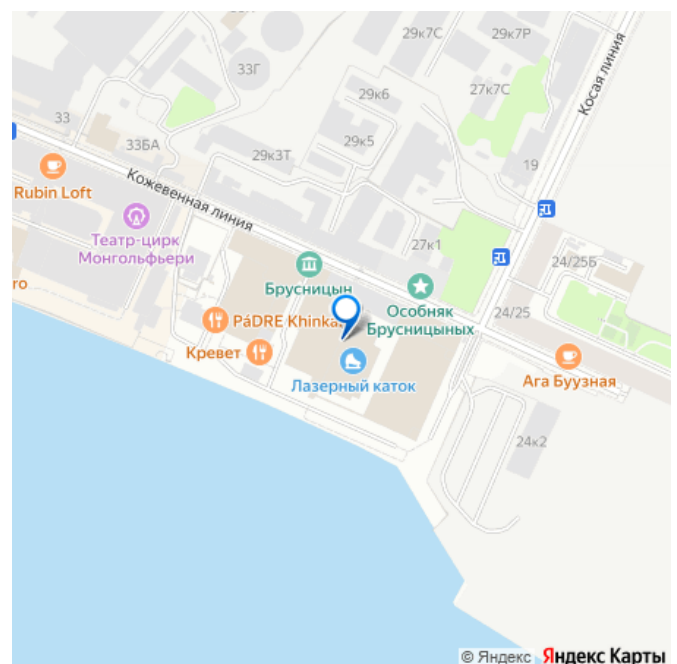 29к7С
29к7Р
Косая линия
33Г
29к6
27к7С
33
33БА
29к5
29к3Т
19
Rubin Loft
Кожевенная линия
Театр-цирк
Монгольфьери
27к1
24/25Б
го
Брусницын
Особняк
Брусницыных
24/25
PáDRE Khinka
Кревет
Лазерный каток
Ага Буузная
24к2
© Яндекс Яндекс Карты